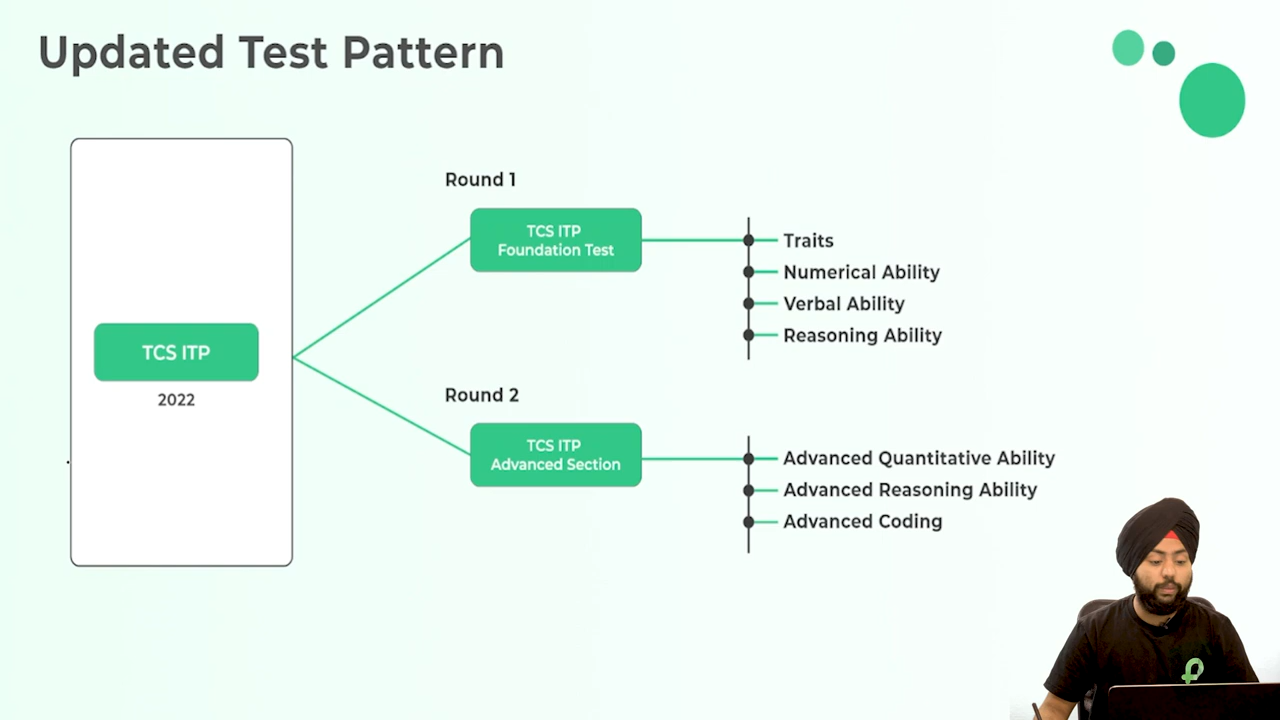 Updated Test Pattern
TCS ITP
2022
Round 1
TCS ITP
Foundation Test
Traits
Numerical Ability
Verbal Ability
Reasoning Ability
Round 2
TCS ITP
Advanced Section
Advanced Quantitative Ability
Advanced Reasoning Ability
Advanced Coding